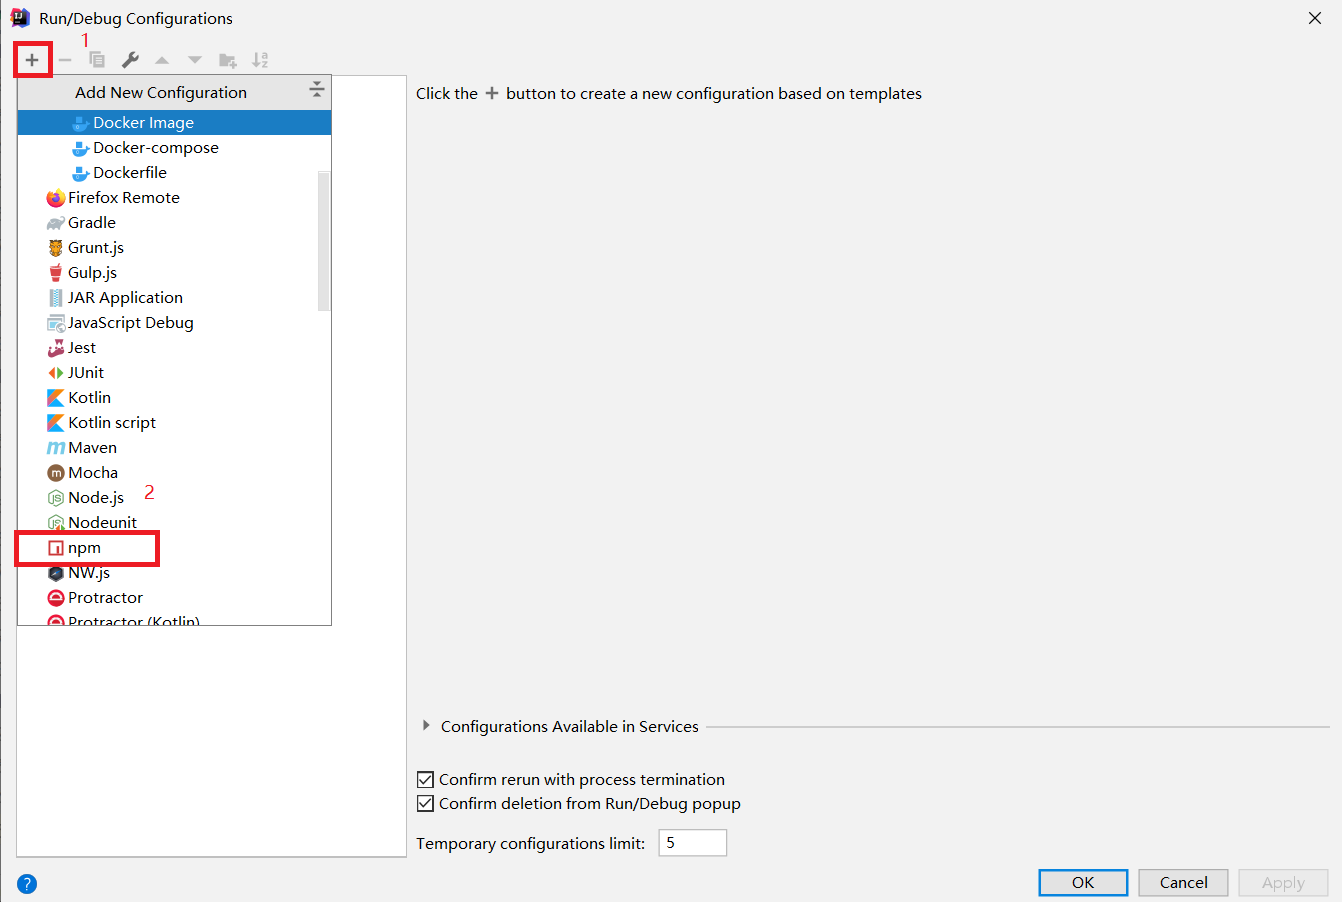 Run/Debug Configurations
1
Add New Configuration
Docker Image
Docker-compose
Dockerfile
Firefox Remote
Gradle
Grunt.js
Gulp.js
JAR Application
JavaScript Debug
Jest
JUnit
Kotlin
Kotlin script
Maven
Mocha
Node.js
2
Nodeunit
npm
NW.js
Protractor
Protractor (Kotlin)
Click the + button to create a new configuration based on templates
Configurations Available in Services
Confirm rerun with process termination
Confirm deletion from Run/Debug popup
Temporary configurations limit: 5
?
OK Cancel Apply